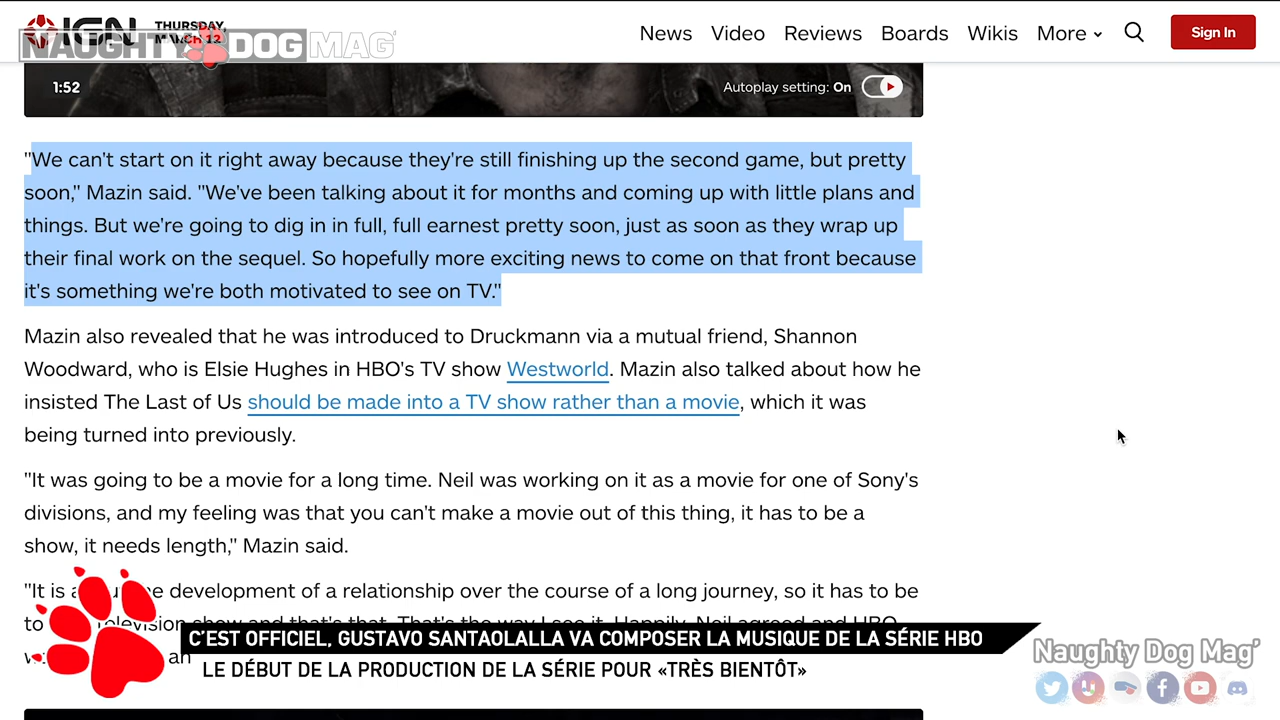 IGN
THURSDAY,
MARCH 12
NAUGHTY DOG MAG'
News Video Reviews Boards Wikis More
Sign In
1:52
Autoplay setting: On
"We can't start on it right away because they're still finishing up the second game, but pretty
soon," Mazin said. "We've been talking about it for months and coming up with little plans and
things. But we're going to dig in in full, full earnest pretty soon, just as soon as they wrap up
their final work on the sequel. So hopefully more exciting news to come on that front because
it's something we're both motivated to see on TV."
Mazin also revealed that he was introduced to Druckmann via a mutual friend, Shannon
Woodward, who is Elsie Hughes in HBO's TV show Westworld. Mazin also talked about how he
insisted The Last of Us should be made into a TV show rather than a movie, which it was
being turned into previously.
"It was going to be a movie for a long time. Neil was working on it as a movie for one of Sony's
divisions, and my feeling was that you can't make a movie out of this thing, it has to be a
show, it needs length," Mazin said.
"It is development of a relationship over the course of a long journey, so it has to be
to
C'EST OFFICIEL, GUSTAVO SANTAOLALLA VA COMPOSER LA MUSIQUE DE LA SÉRIE HBO
LE DÉBUT DE LA PRODUCTION DE LA SÉRIE POUR «TRÈS BIENTÔT»
Naughty Dog Mag'